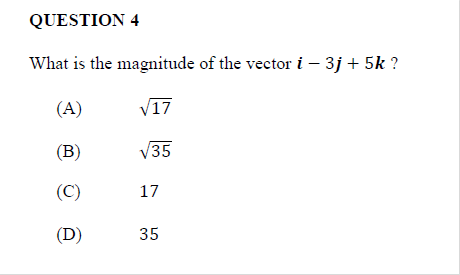 QUESTION 4
What is the magnitude of the vector i − 3j + 5k ?
(A) √17
(B) √35
(C) 17
(D) 35